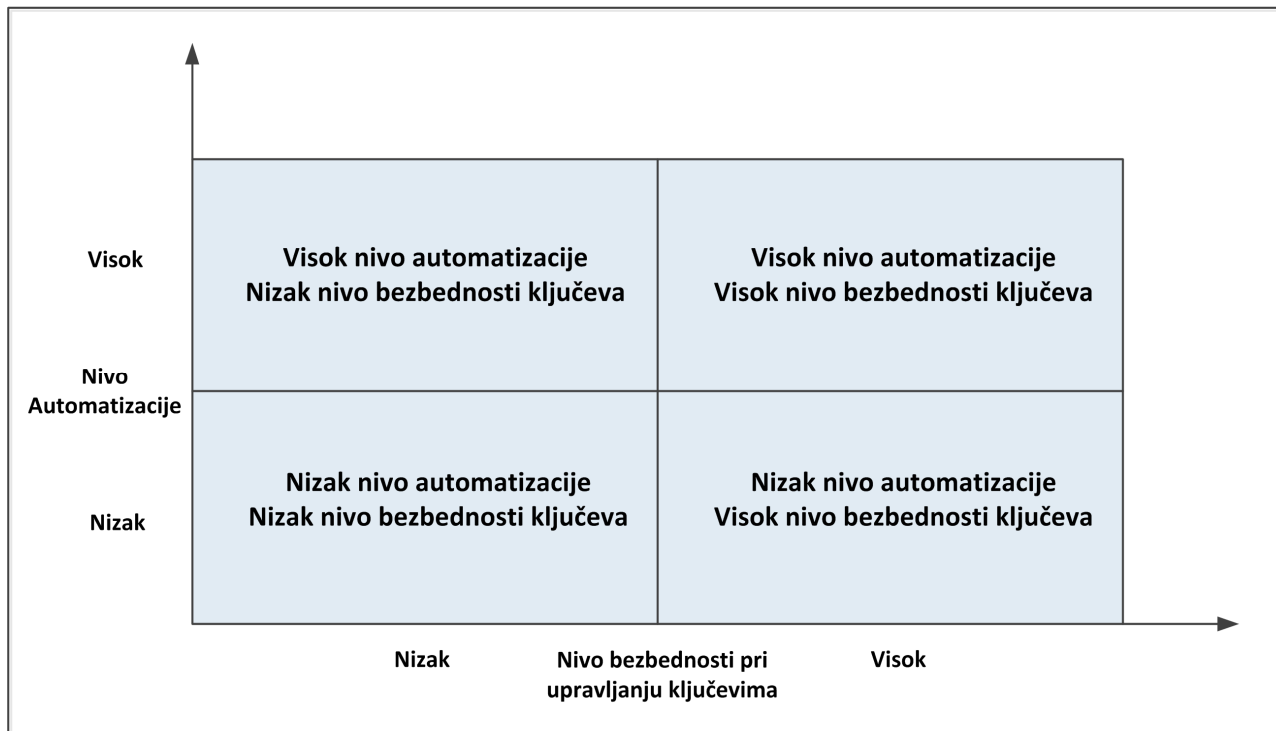 Visok
Visok nivo automatizacije
Nizak nivo bezbednosti ključeva
Visok nivo automatizacije
Visok nivo bezbednosti ključeva
Nivo
Automatizacije
Nizak
Nizak nivo automatizacije
Nizak nivo bezbednosti ključeva
Nizak nivo automatizacije
Visok nivo bezbednosti ključeva
Nizak
Nivo bezbednosti pri
upravljanju ključevima
Visok